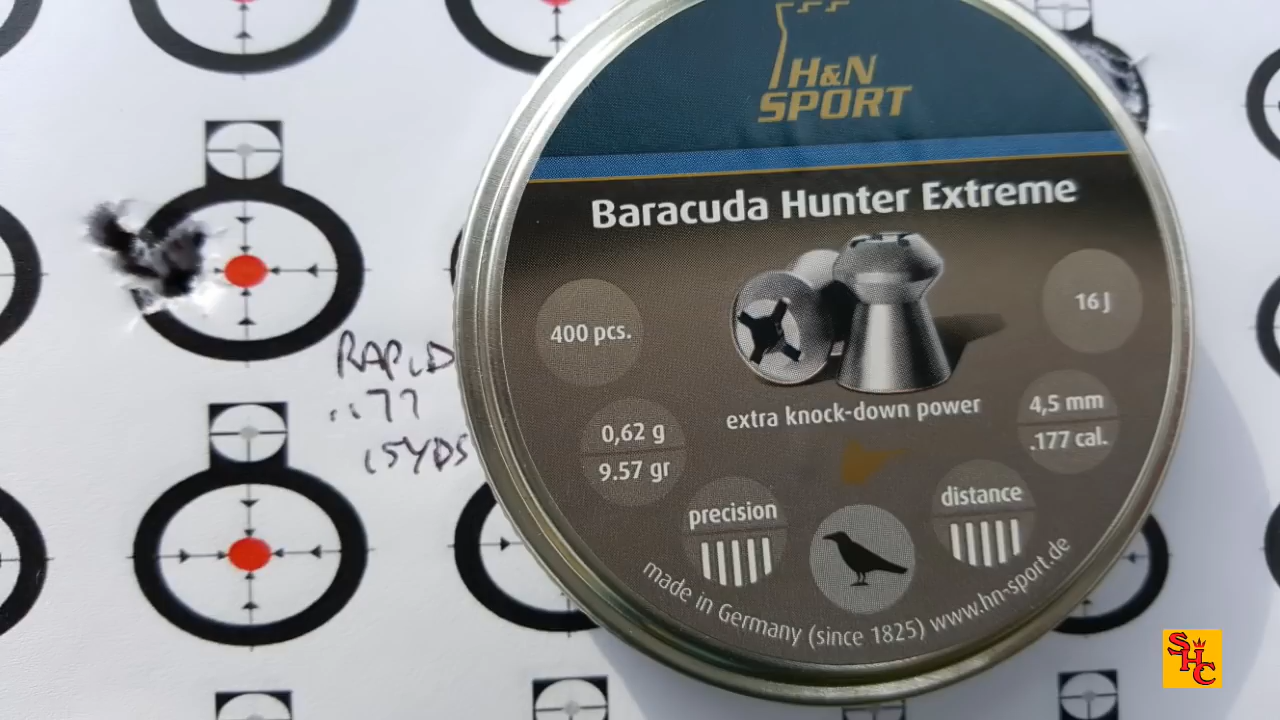 H&N
SPORT
Baracuda Hunter Extreme
400 pcs.
16 J
extra knock-down power
0,62 g
9.57 gr
4,5 mm
.177 cal.
precision
distance
made in Germany (since 1825) www.hn-sport.de
RAPID
.177
15YDS
SHC